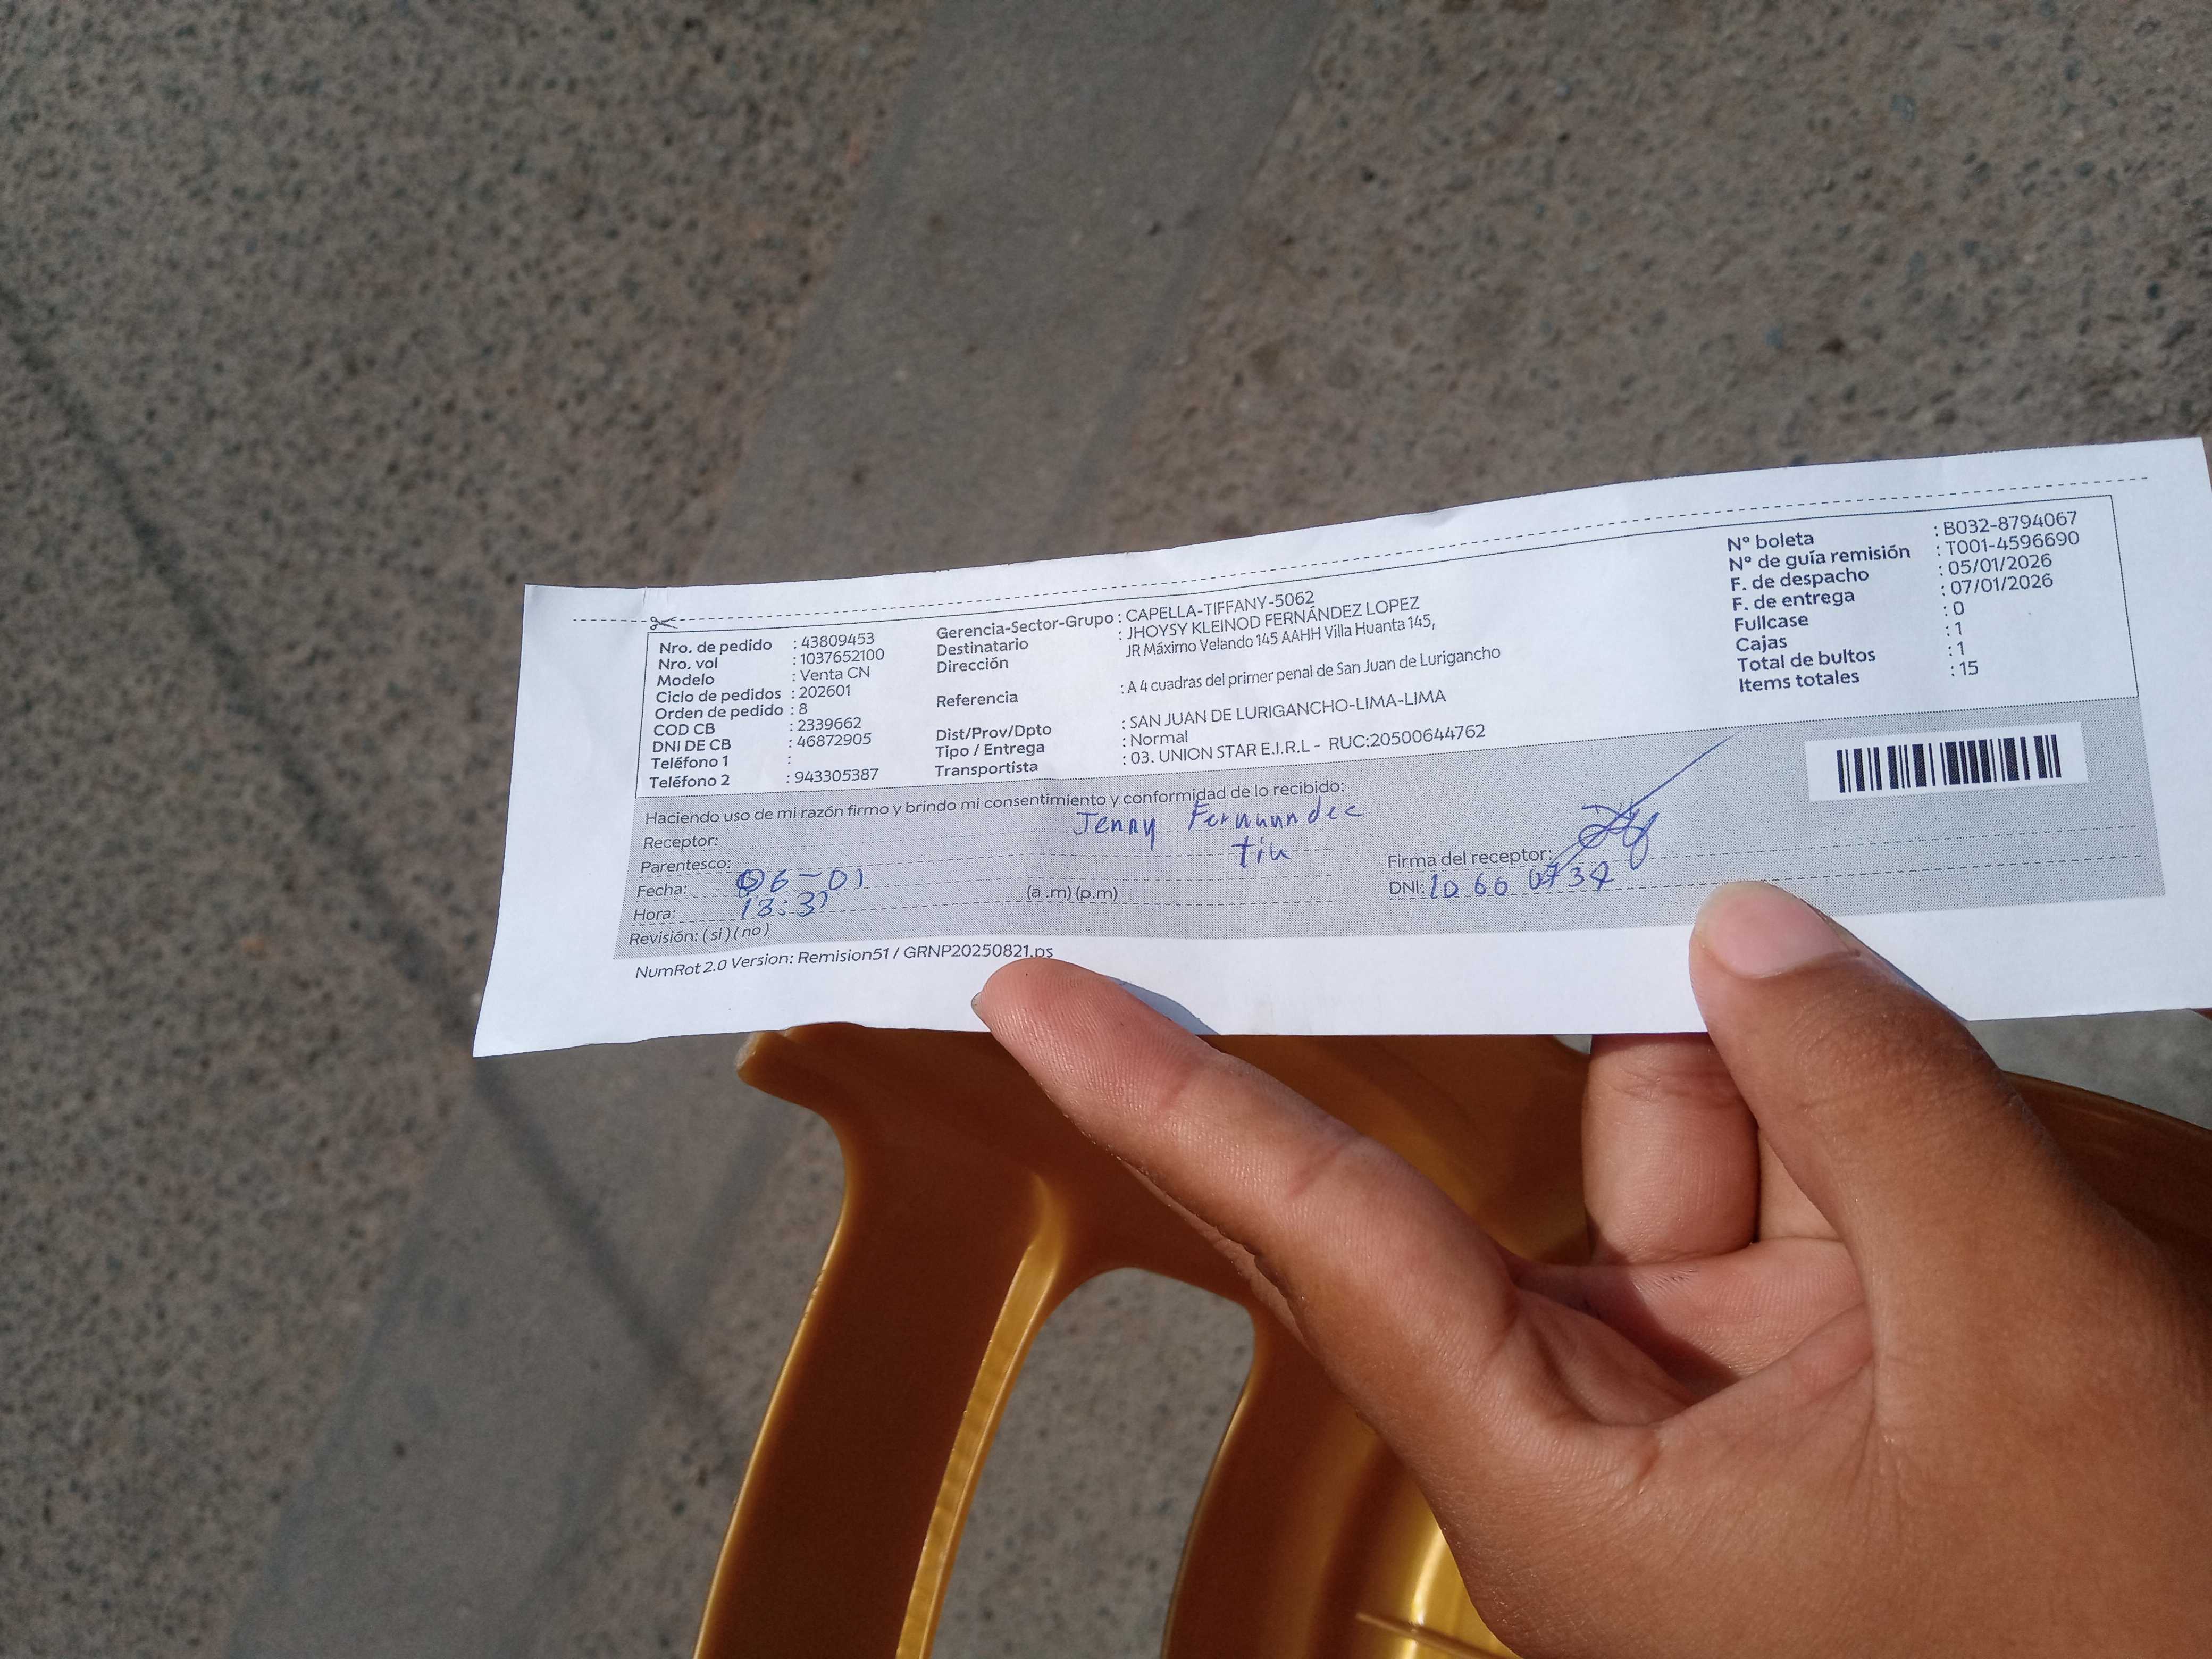 Nro. de pedido : 43809453
Nro. vol : 1037652100
Modelo : Venta CN
Ciclo de pedidos : 202601
Orden de pedido : 8
COD CB : 2339662
DNI DE CB : 46872905
Teléfono 1 :
Teléfono 2 : 943305387
Gerencia-Sector-Grupo : CAPELLA-TIFFANY-5062
Destinatario : JHOYSY KLEINOD FERNÁNDEZ LOPEZ
Dirección JR Máximo Velando 145 AAHH Villa Huanta 145,
Referencia : A 4 cuadras del primer penal de San Juan de Lurigancho
Dist/Prov/Dpto : SAN JUAN DE LURIGANCHO-LIMA-LIMA
Tipo / Entrega : Normal
Transportista : 03. UNION STAR E.I.R.L - RUC:20500644762
Nº boleta : B032-8794067
Nº de guía remisión : T001-4596690
F. de despacho : 05/01/2026
F. de entrega : 07/01/2026
Fullcase : 0
Cajas : 1
Total de bultos : 1
Items totales : 15
Haciendo uso de mi razón firmo y brindo mi consentimiento y conformidad de lo recibido:
Receptor: Jenny
Parentesco:
Fecha: 06-01
Hora: (a .m) (p.m)
Revisión: ( si ) ( no )
Firma del receptor:
DNI:
NumRot 2.0 Version: Remision51 / GRNP20250821.ps